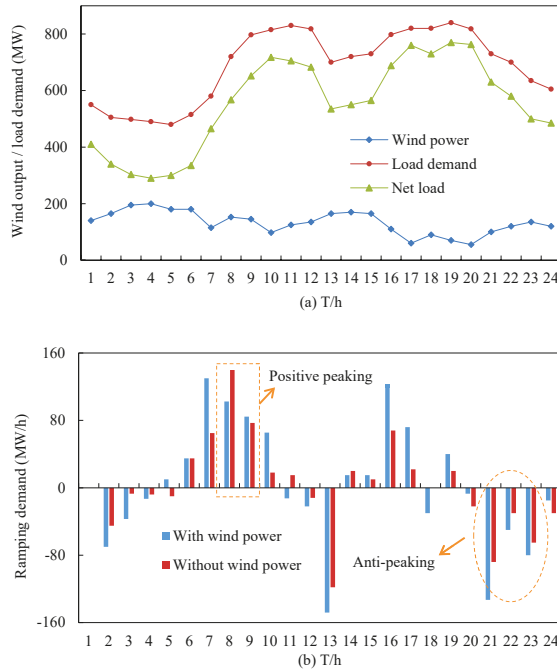 Wind output / load demand (MW)
800
600
400
200
0
Wind power
Load demand
Net load
1 2 3 4 5 6 7 8 9 10 11 12 13 14 15 16 17 18 19 20 21 22 23 24
(a) T/h
Ramping demand (MW/h)
160
80
0
-80
-160
Positive peaking
With wind power
Without wind power
Anti-peaking
1 2 3 4 5 6 7 8 9 10 11 12 13 14 15 16 17 18 19 20 21 22 23 24
(b) T/h